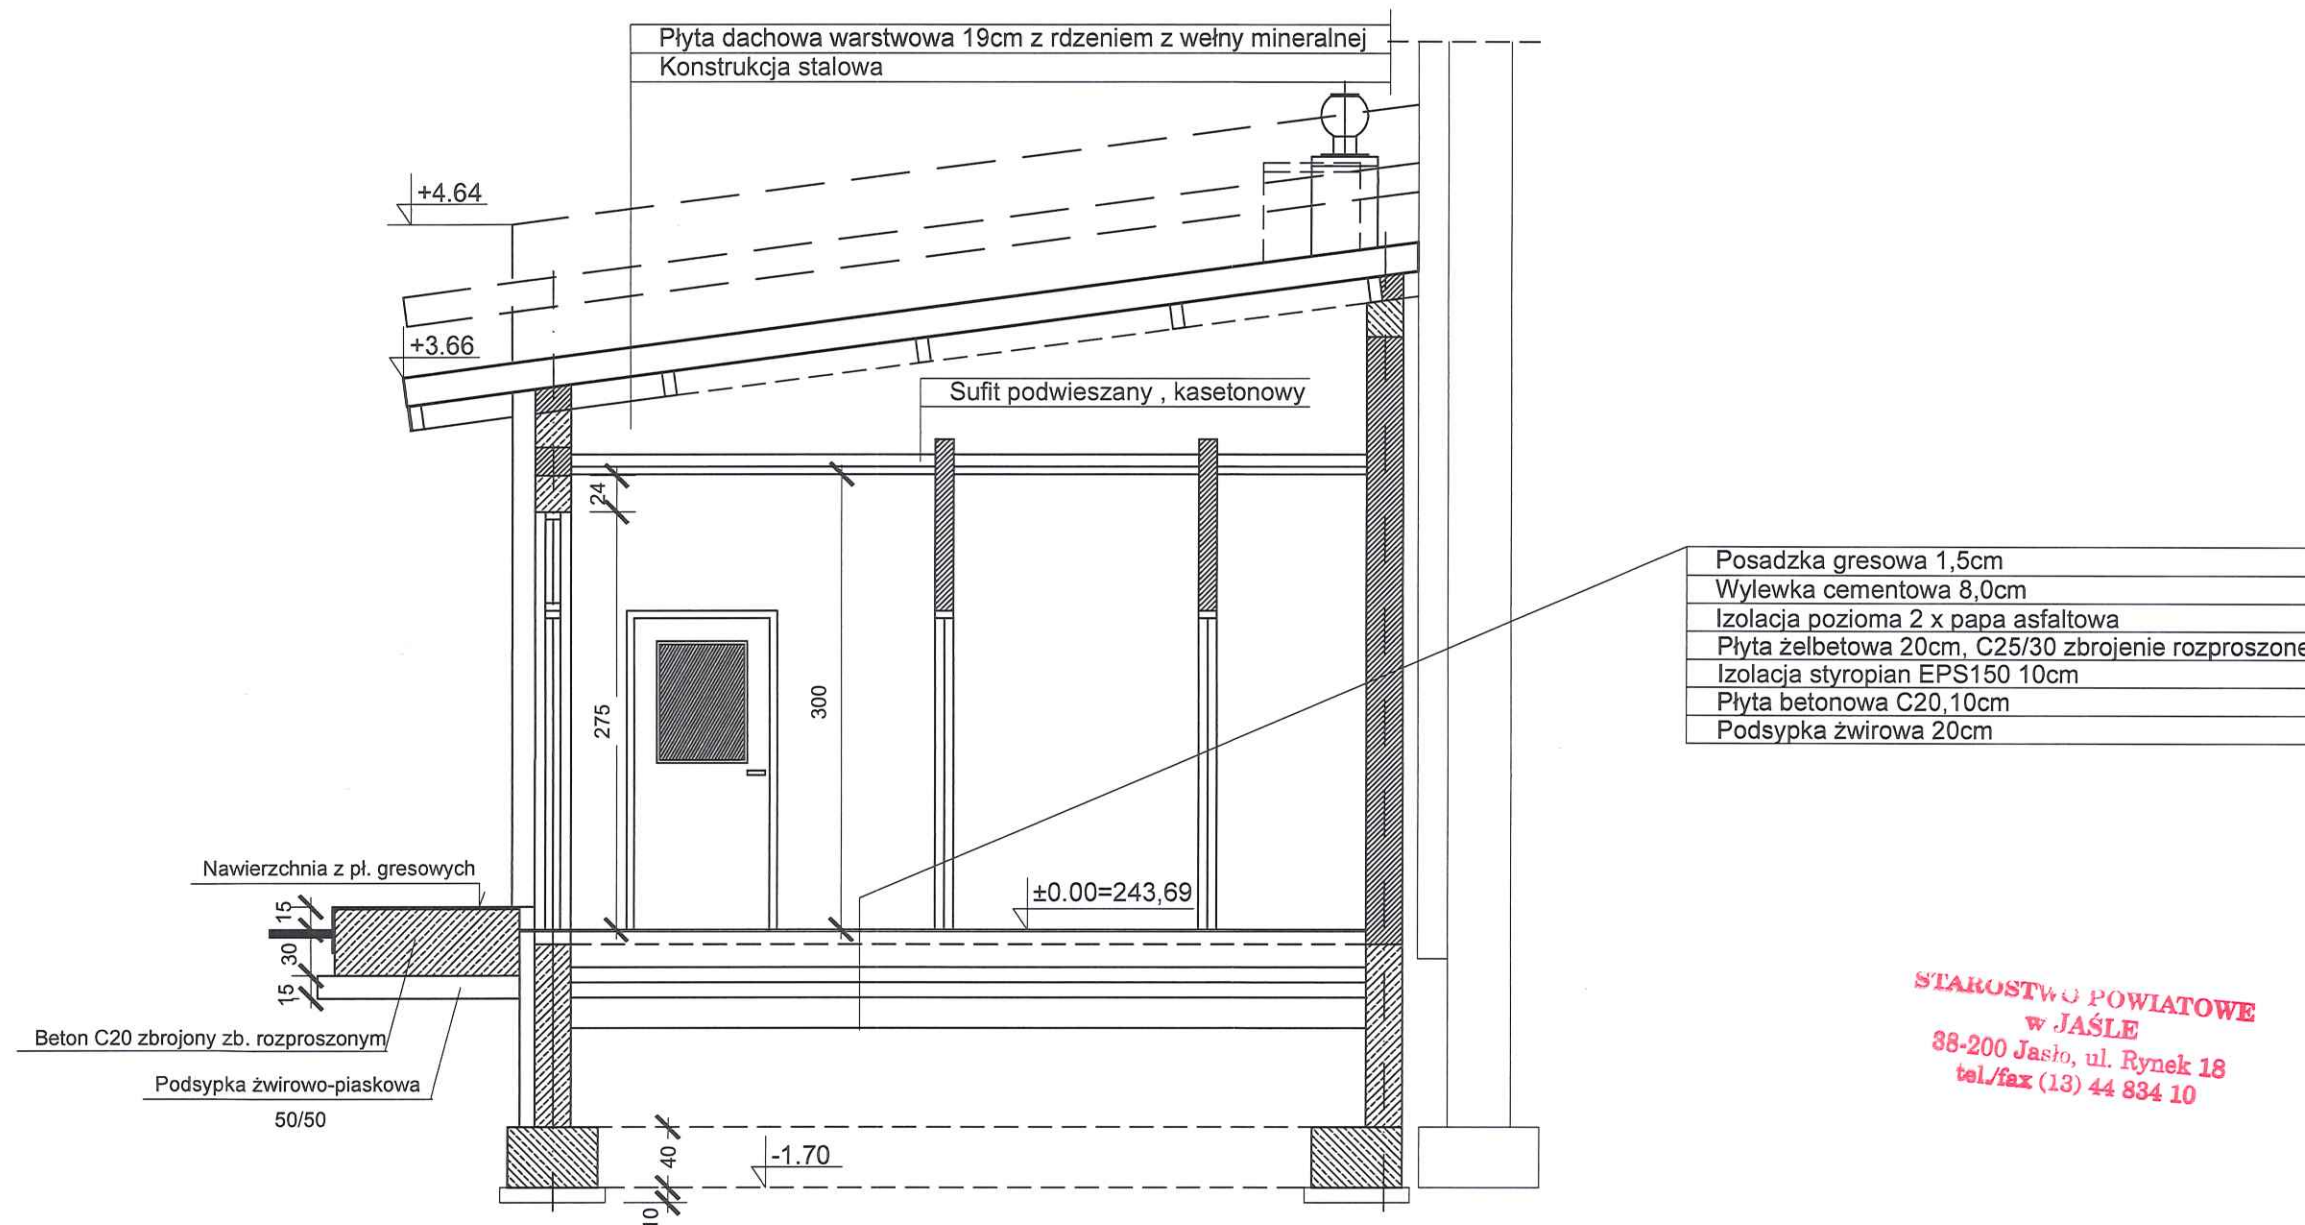 Płyta dachowa warstwowa 19cm z rdzeniem z wełny mineralnej
Konstrukcja stalowa
+4.64
+3.66
Sufit podwieszany , kasetonowy
24
275
300
Posadzka gresowa 1,5cm
Wylewka cementowa 8,0cm
Izolacja pozioma 2 x papa asfaltowa
Płyta żelbetowa 20cm, C25/30 zbrojenie rozproszone
Izolacja styropian EPS150 10cm
Płyta betonowa C20,10cm
Podsypka żwirowa 20cm
Nawierzchnia z pł. gresowych
±0.00=243,69
15
30
15
Beton C20 zbrojony zb. rozproszonym
Podsypka żwirowo-piaskowa
50/50
40
-1.70
10
STAROSTWO POWIATOWE
w JAŚLE
38-200 Jasło, ul. Rynek 18
tel./fax (13) 44 834 10